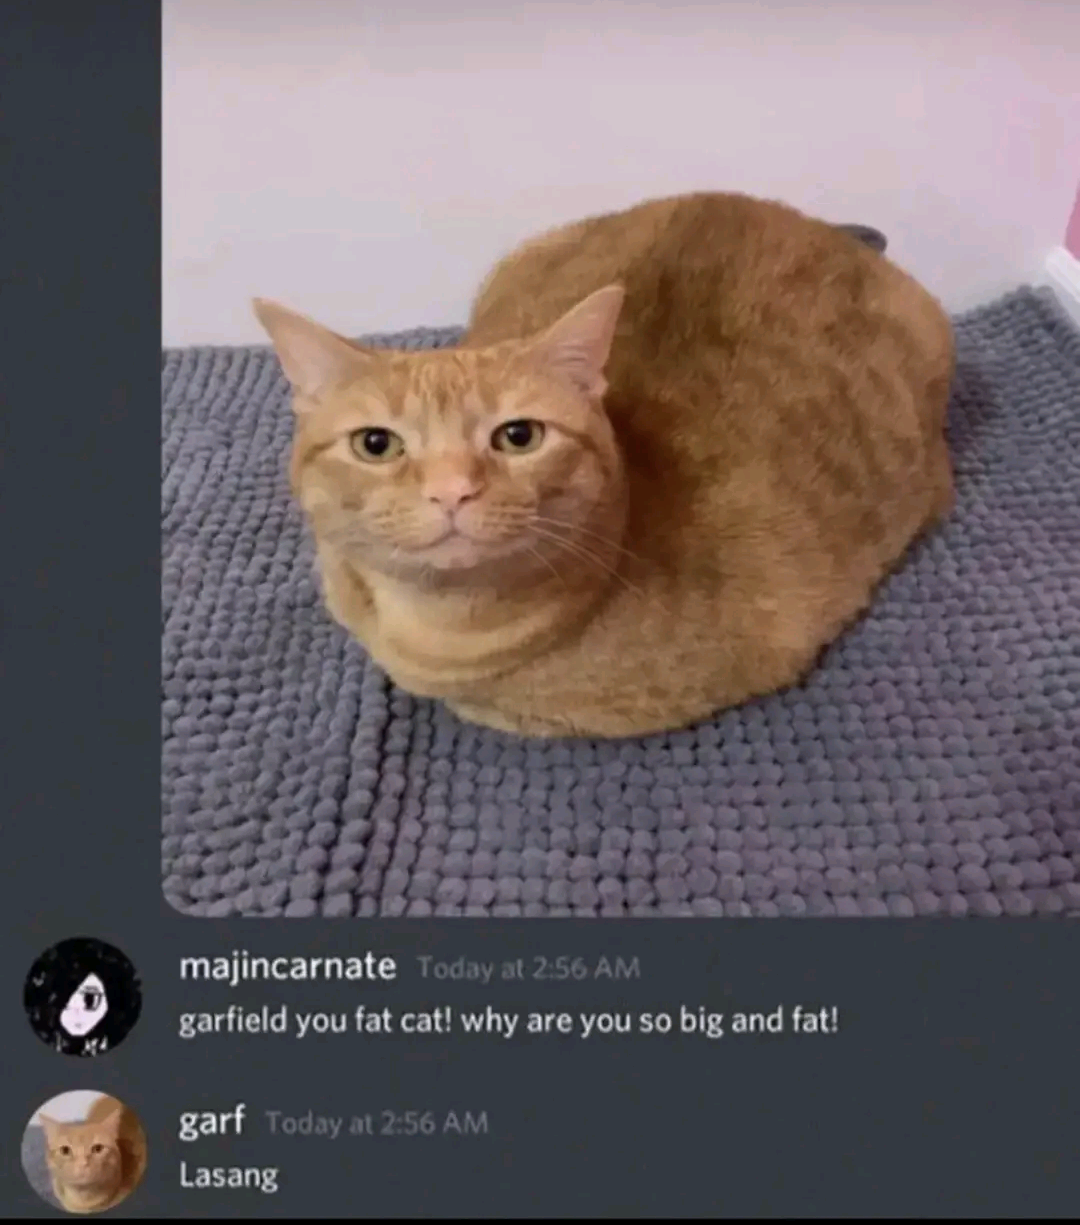 majincarnate Today at 2:56 AM
garfield you fat cat! why are you so big and fat!
garf Today at 2:56 AM
Lasang